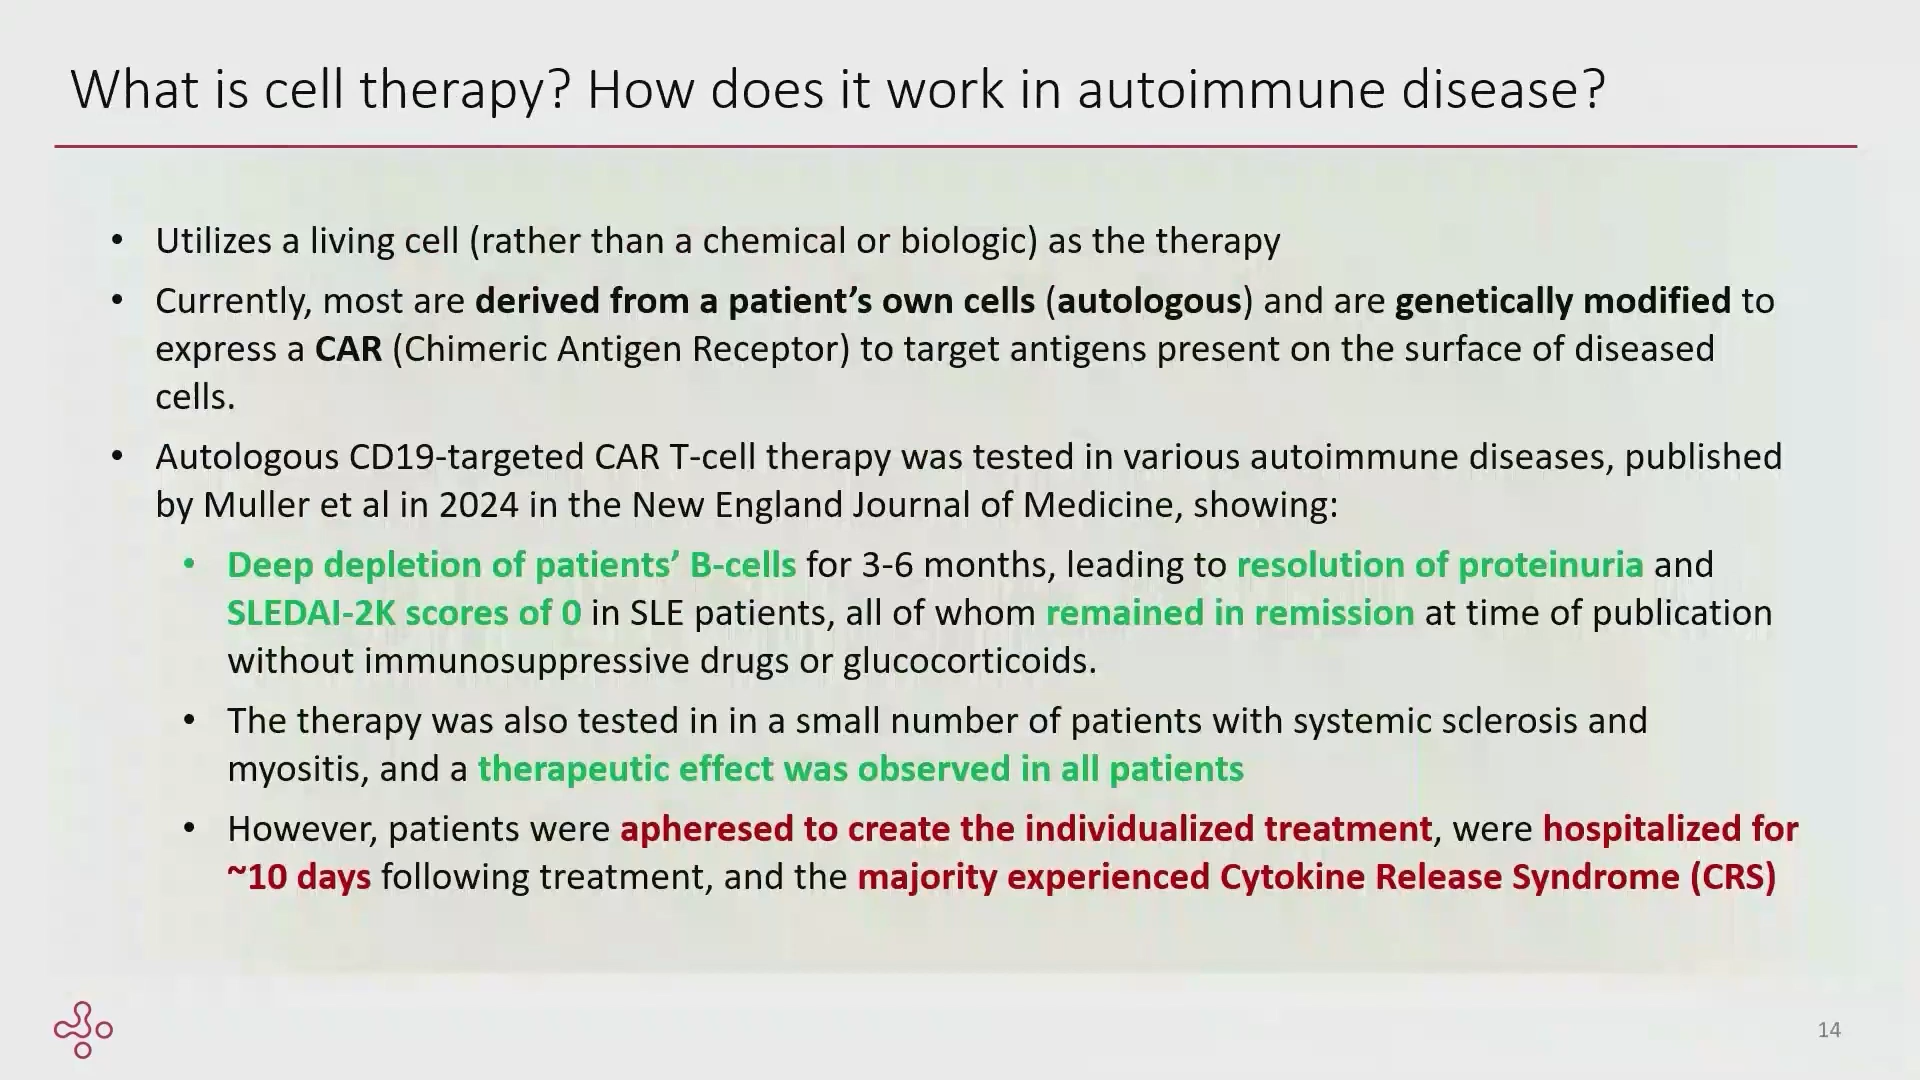 What is cell therapy? How does it work in autoimmune disease?
• Utilizes a living cell (rather than a chemical or biologic) as the therapy
• Currently, most are derived from a patient’s own cells (autologous) and are genetically modified to
express a CAR (Chimeric Antigen Receptor) to target antigens present on the surface of diseased
cells.
• Autologous CD19-targeted CAR T-cell therapy was tested in various autoimmune diseases, published
by Muller et al in 2024 in the New England Journal of Medicine, showing:
• Deep depletion of patients’ B-cells for 3-6 months, leading to resolution of proteinuria and
SLEDAI-2K scores of 0 in SLE patients, all of whom remained in remission at time of publication
without immunosuppressive drugs or glucocorticoids.
• The therapy was also tested in in a small number of patients with systemic sclerosis and
myositis, and a therapeutic effect was observed in all patients
• However, patients were apheresed to create the individualized treatment, were hospitalized for
~10 days following treatment, and the majority experienced Cytokine Release Syndrome (CRS)
14